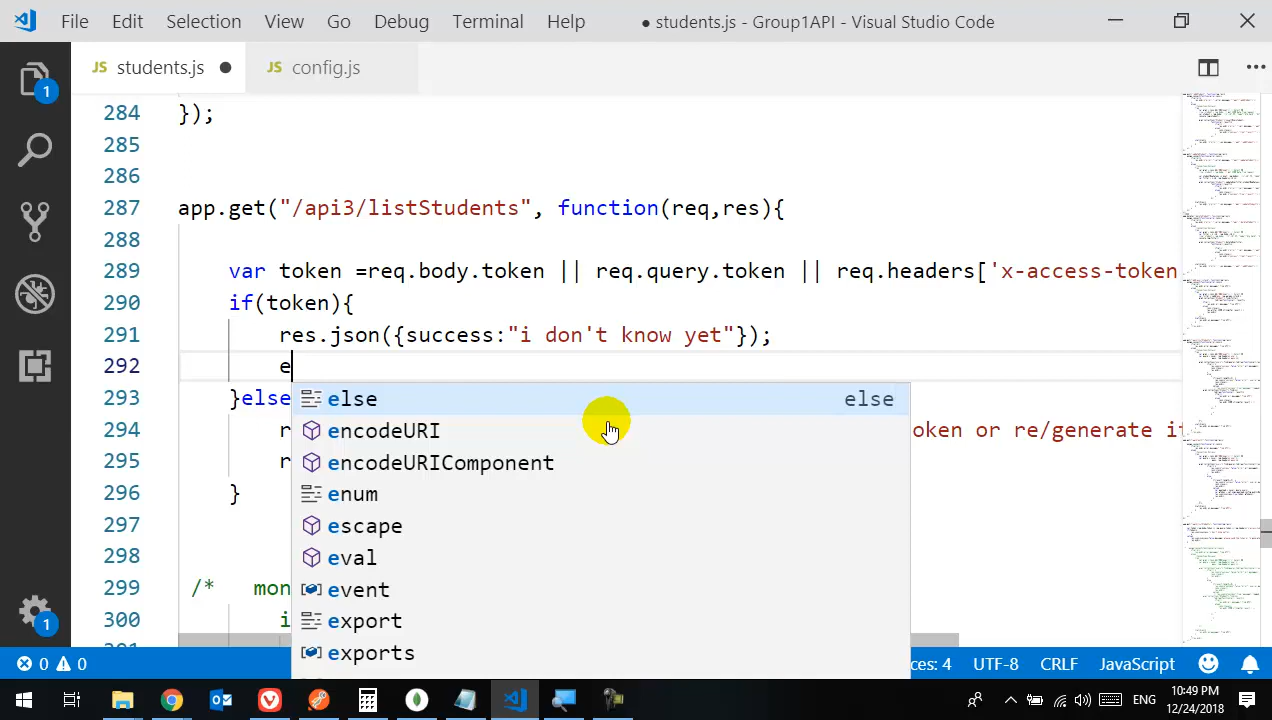 File Edit Selection View Go Debug Terminal Help ● students.js - Group1API - Visual Studio Code
JS students.js ● JS config.js
1
284 });
285
286
287 app.get("/api3/listStudents", function(req,res){
288
289 var token =req.body.token || req.query.token || req.headers['x-access-token
290 if(token){
291 res.json({success:"i don't know yet"});
292 e
293 }else
else else
294 r oken or re/generate it
encodeURI
295 r
encodeURIComponent
296 }
enum
297
escape
298
eval
299 /* mon
event
300 i
export
exports
1
0 0 ces: 4 UTF-8 CRLF JavaScript
ENG 10:49 PM
12/24/2018